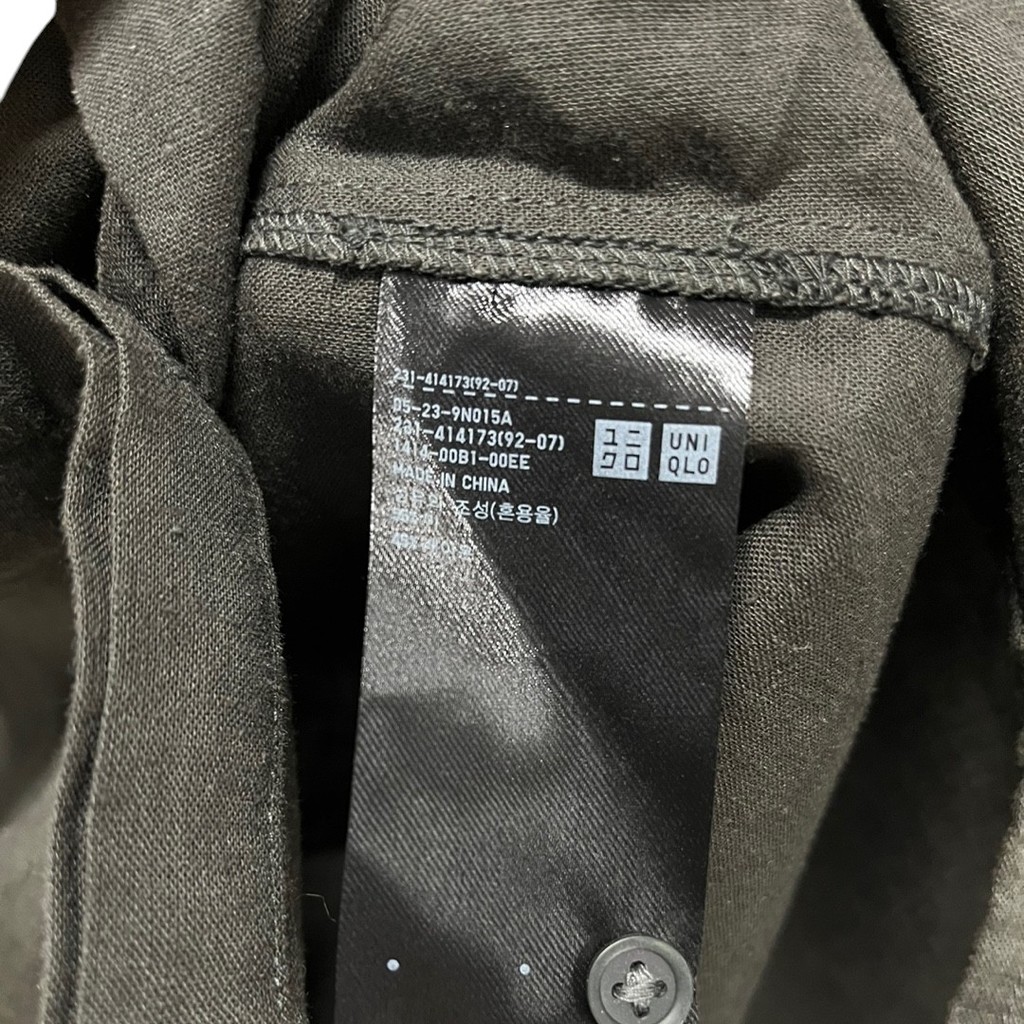 231-414173(92-07)
05-23-9N015A
231-414173(92-07)
1414-00B1-00EE
MADE IN CHINA
조성(혼용율)
ユニ
クロ
UNI
QLO